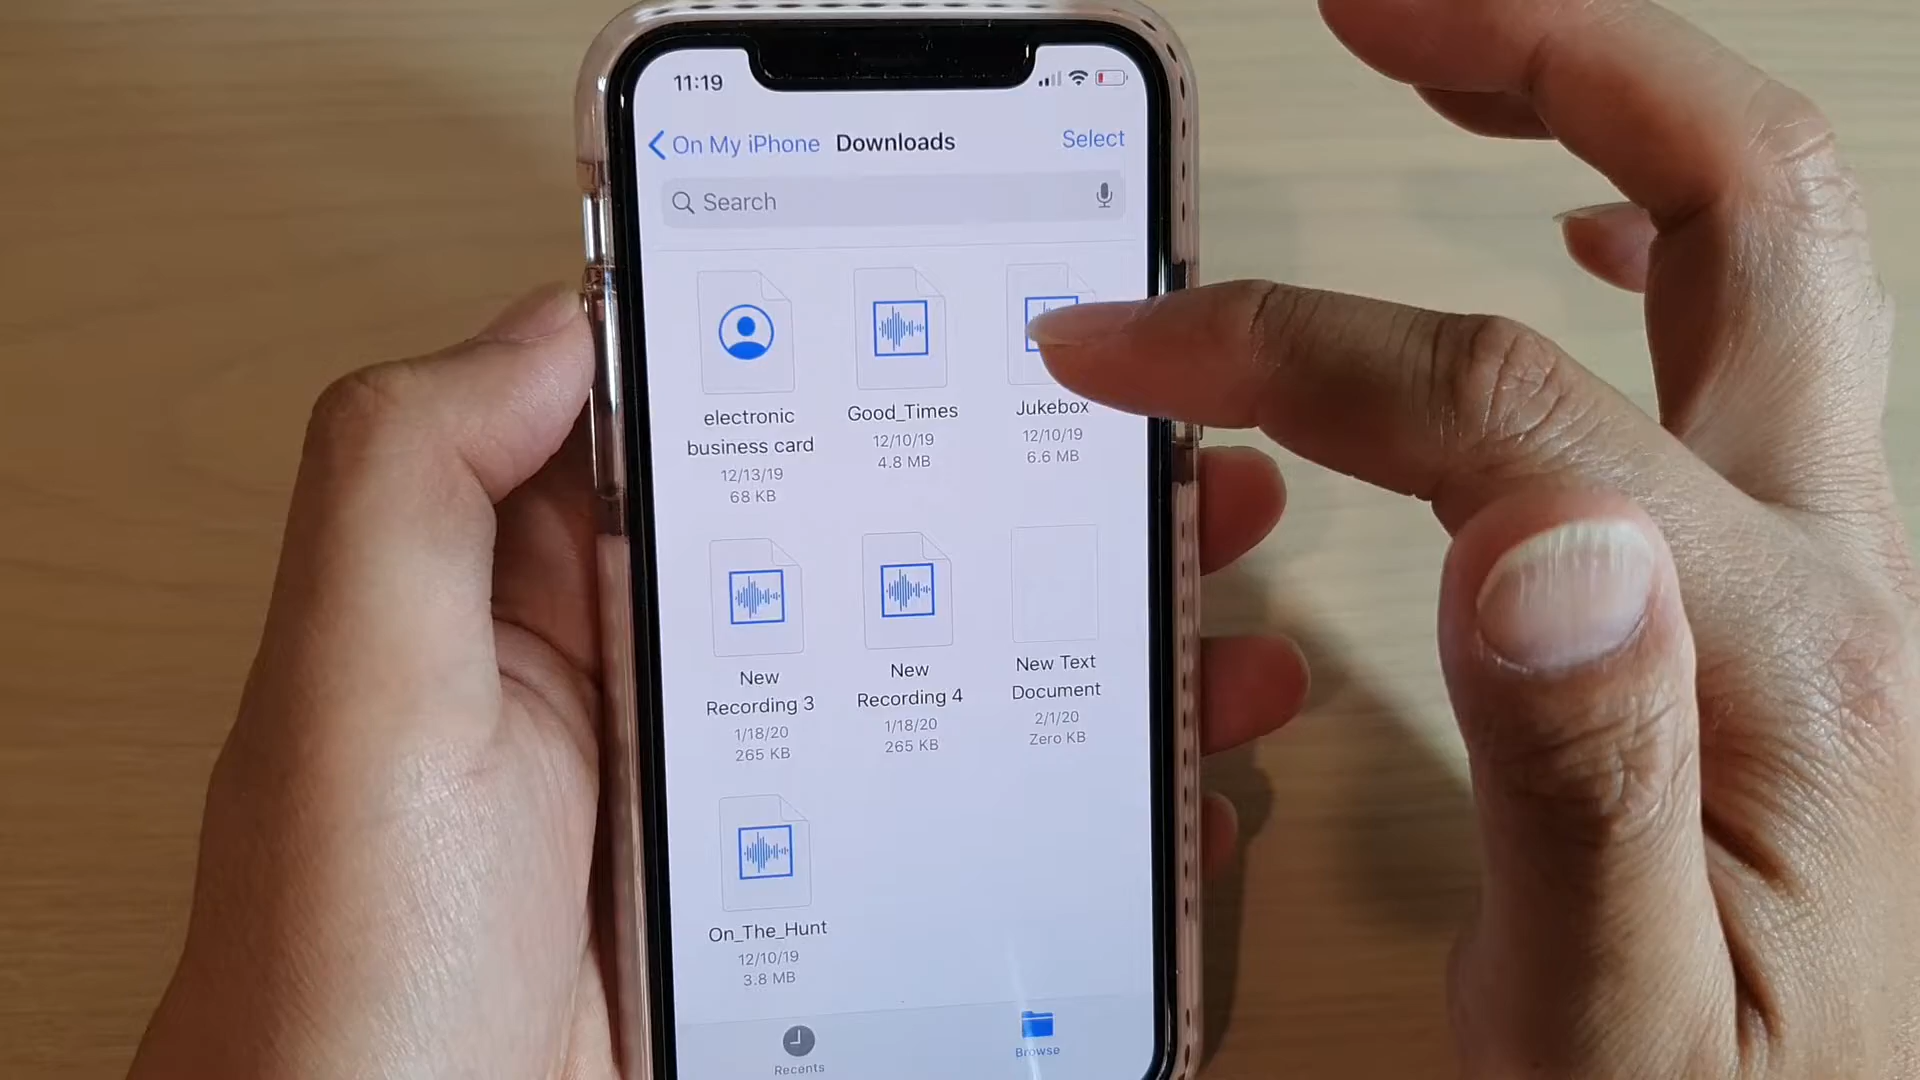 11:19
On My iPhone Downloads Select
Search
electronic
business card
12/13/19
68 KB
Good_Times
12/10/19
4.8 MB
Jukebox
12/10/19
6.6 MB
New
Recording 3
1/18/20
265 KB
New
Recording 4
1/18/20
265 KB
New Text
Document
2/1/20
Zero KB
On_The_Hunt
12/10/19
3.8 MB
Recents
Browse